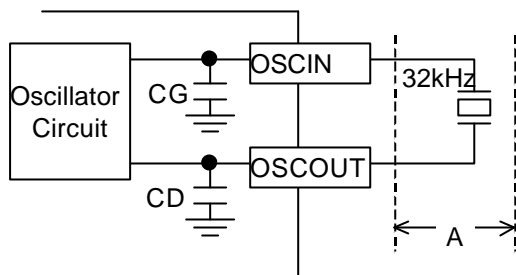 OSCIN
32kHz
Oscillator
Circuit
CG
OSCOUT
CD
A